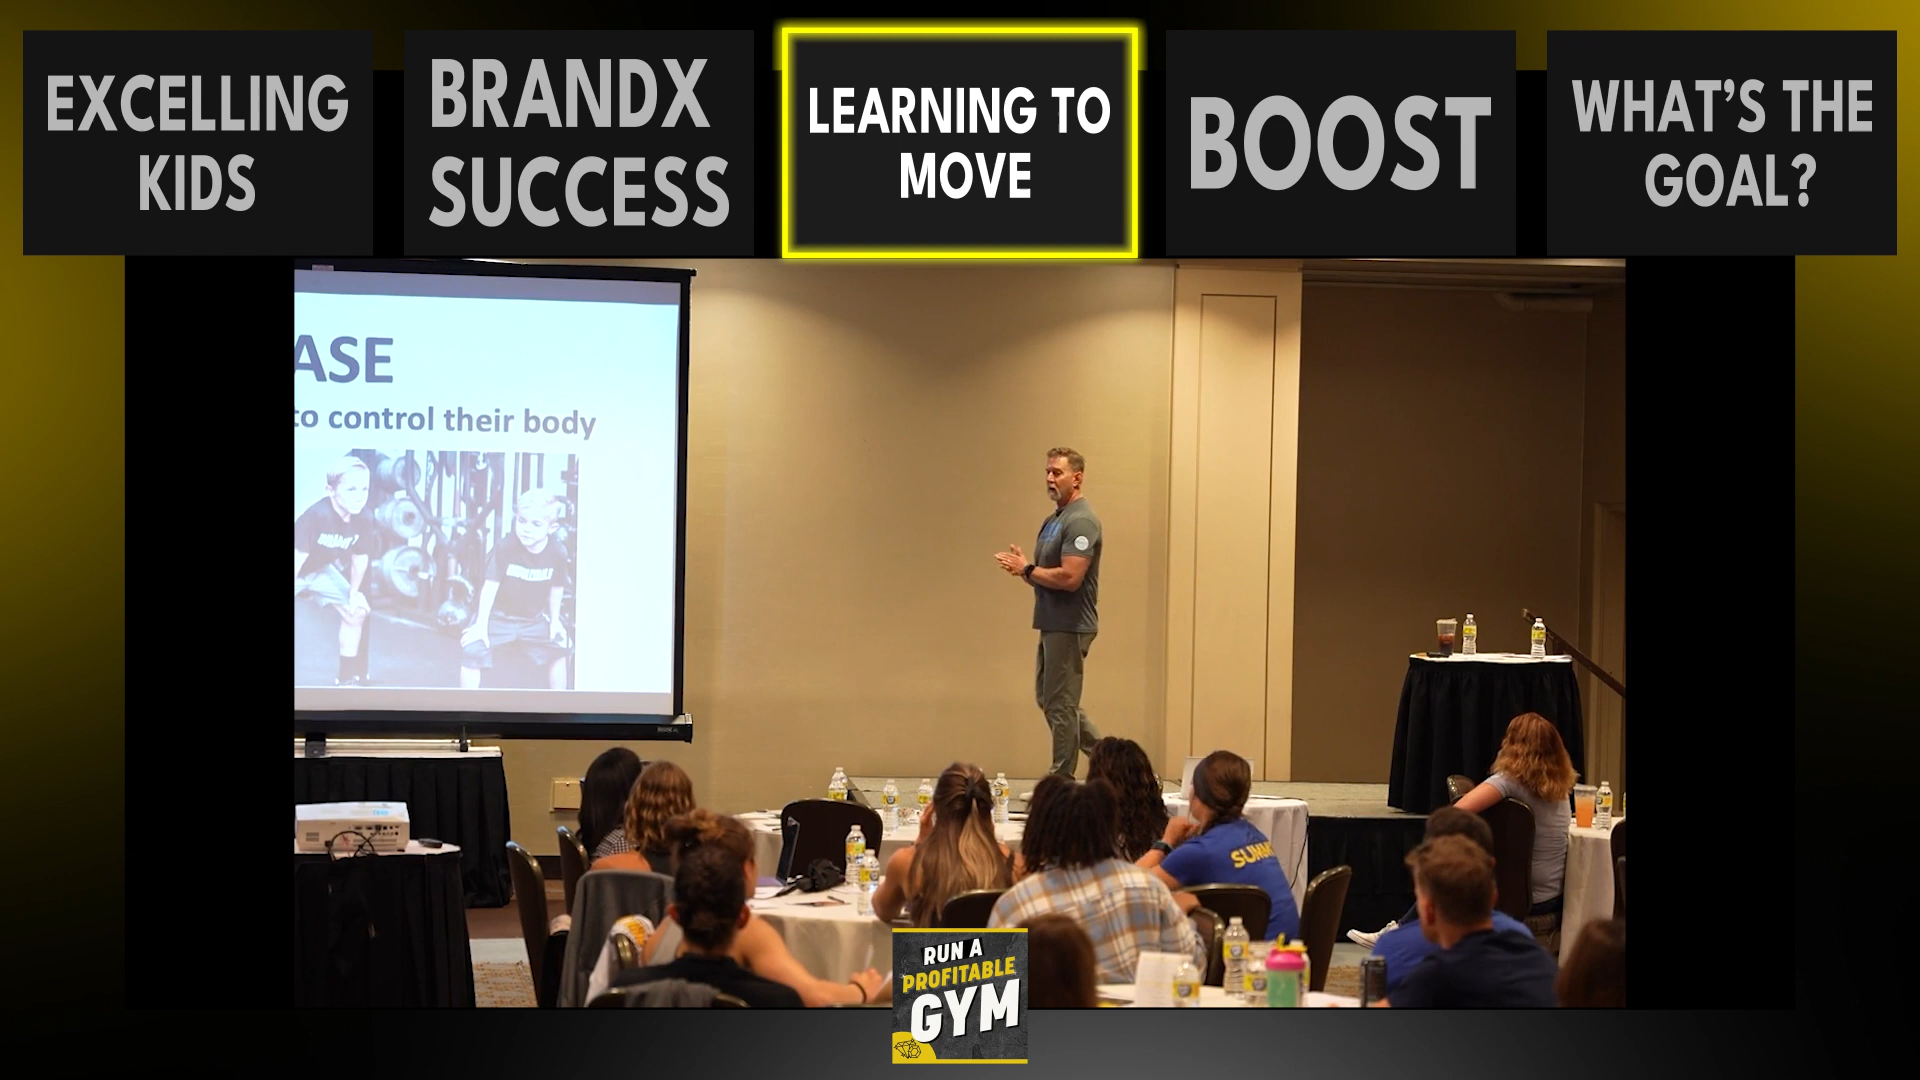 EXCELLING
KIDS
BRANDX
SUCCESS
LEARNING TO
MOVE
BOOST
WHAT'S THE
GOAL?
ASE
to control their body
SUMM
RUN A
PROFITABLE
GYM